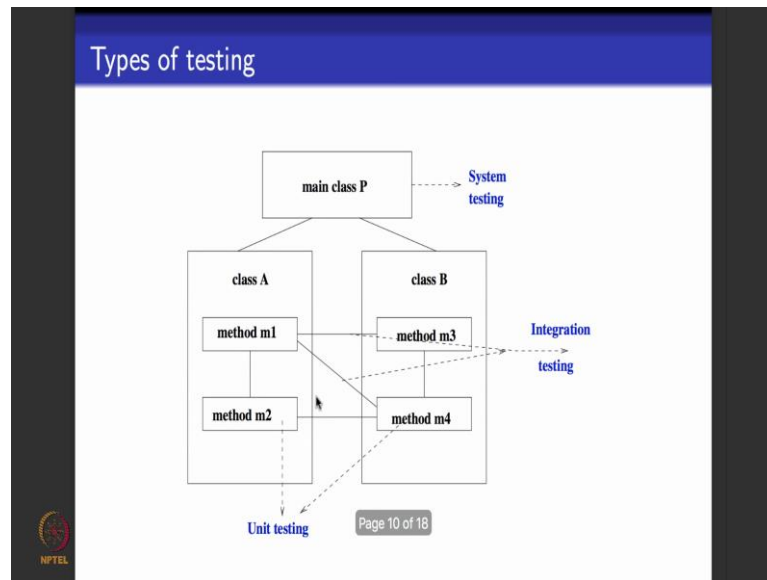 Types of testing
main class P
System
testing
class A
class B
method m1
method m3
Integration
testing
method m2
method m4
Unit testing
Page 10 of 18
NPTEL